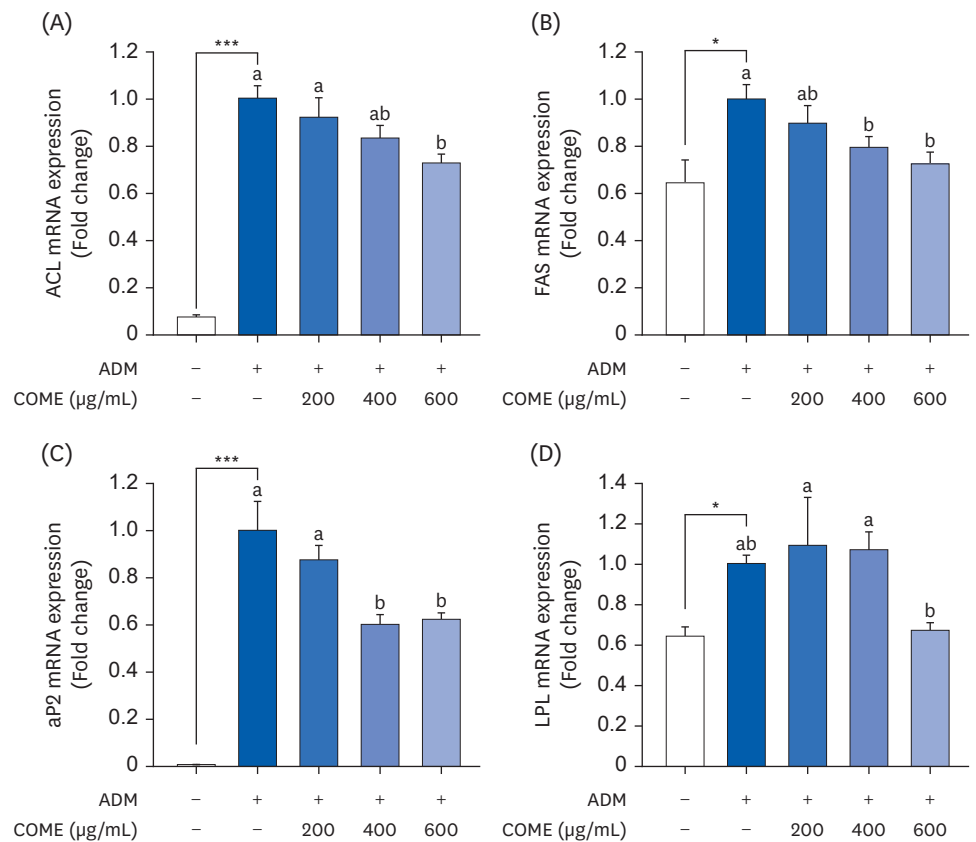 (A)
***
1.2
1.0
0.8
0.6
0.4
0.2
0
ACL mRNA expression
(Fold change)
a
a
ab
b
ADM − + + + +
COME (µg/mL) − − 200 400 600
(B)
*
1.2
1.0
0.8
0.6
0.4
0.2
0
FAS mRNA expression
(Fold change)
a
ab
b
b
ADM − + + + +
COME (µg/mL) − − 200 400 600
(C)
***
1.2
1.0
0.8
0.6
0.4
0.2
0
aP2 mRNA expression
(Fold change)
a
a
b
b
ADM − + + + +
COME (µg/mL) − − 200 400 600
(D)
*
1.4
1.2
1.0
0.8
0.6
0.4
0.2
0
LPL mRNA expression
(Fold change)
ab
a
a
b
ADM − + + + +
COME (µg/mL) − − 200 400 600